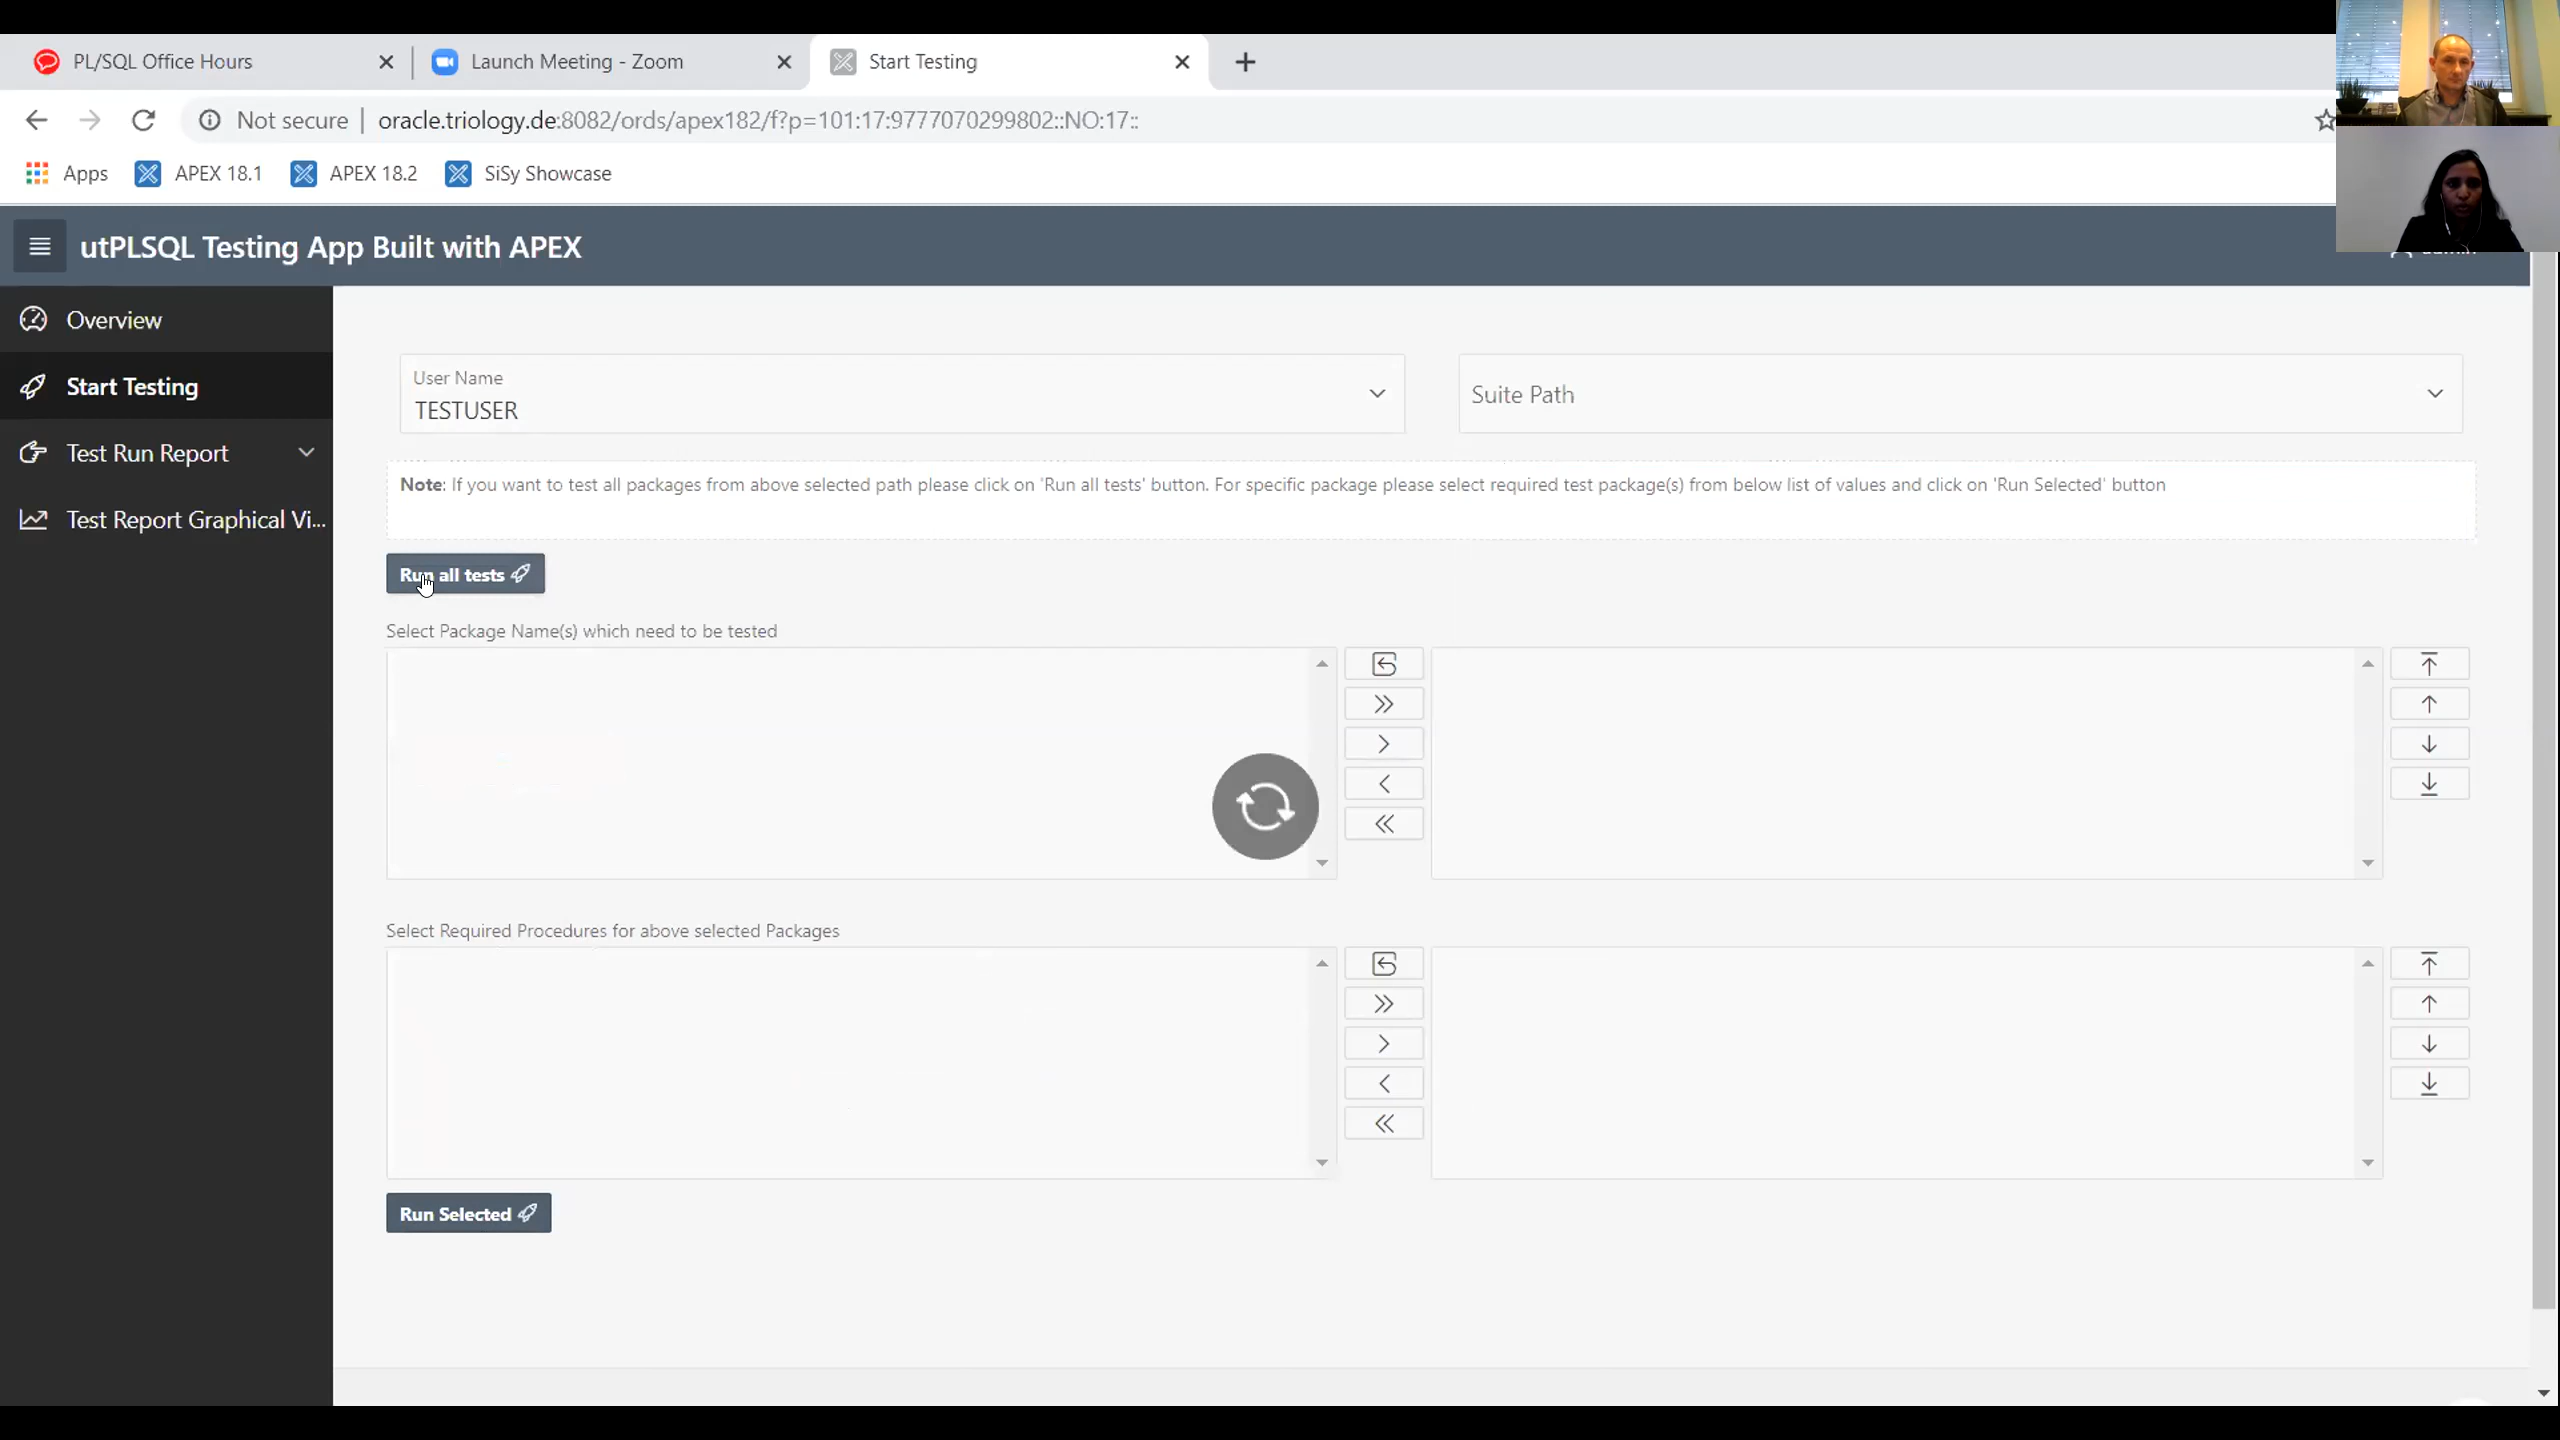 PL/SQL Office Hours
Launch Meeting - Zoom
Start Testing
Not secure
oracle.triology.de:8082/ords/apex182/f?p=101:17:9777070299802::NO:17::
Apps
APEX 18.1
APEX 18.2
SiSy Showcase
utPLSQL Testing App Built with APEX
Overview
Start Testing
Test Run Report
Test Report Graphical Vi...
User Name
TESTUSER
Suite Path
Note: If you want to test all packages from above selected path please click on 'Run all tests' button. For specific package please select required test package(s) from below list of values and click on 'Run Selected' button
Run all tests
Select Package Name(s) which need to be tested
Select Required Procedures for above selected Packages
Run Selected